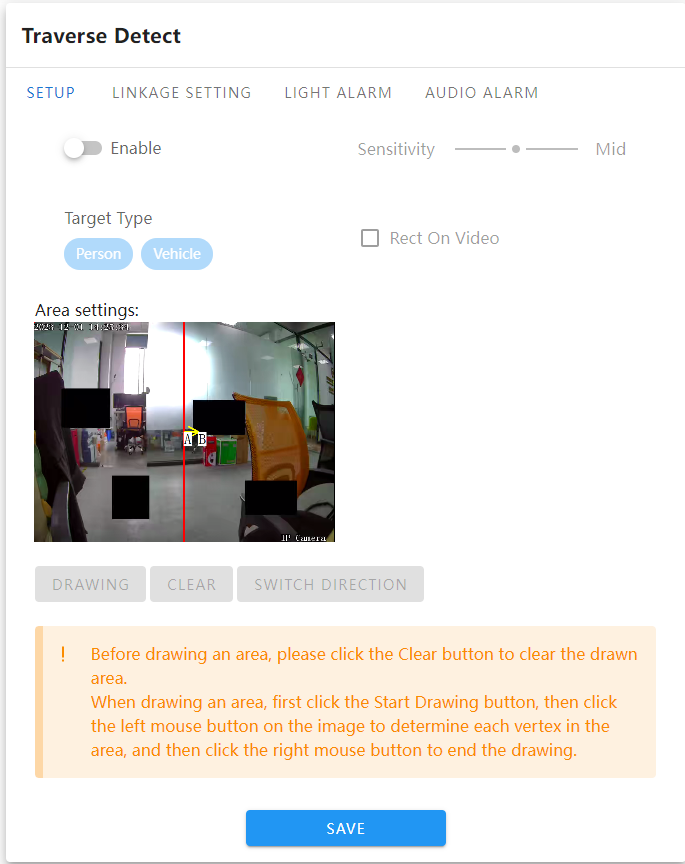 Traverse Detect
SETUP LINKAGE SETTING LIGHT ALARM AUDIO ALARM
Enable
Sensitivity Mid
Target Type
Person Vehicle
Rect On Video
Area settings:
A B
IP Camera
DRAWING CLEAR SWITCH DIRECTION
! Before drawing an area, please click the Clear button to clear the drawn
area.
When drawing an area, first click the Start Drawing button, then click
the left mouse button on the image to determine each vertex in the
area, and then click the right mouse button to end the drawing.
SAVE